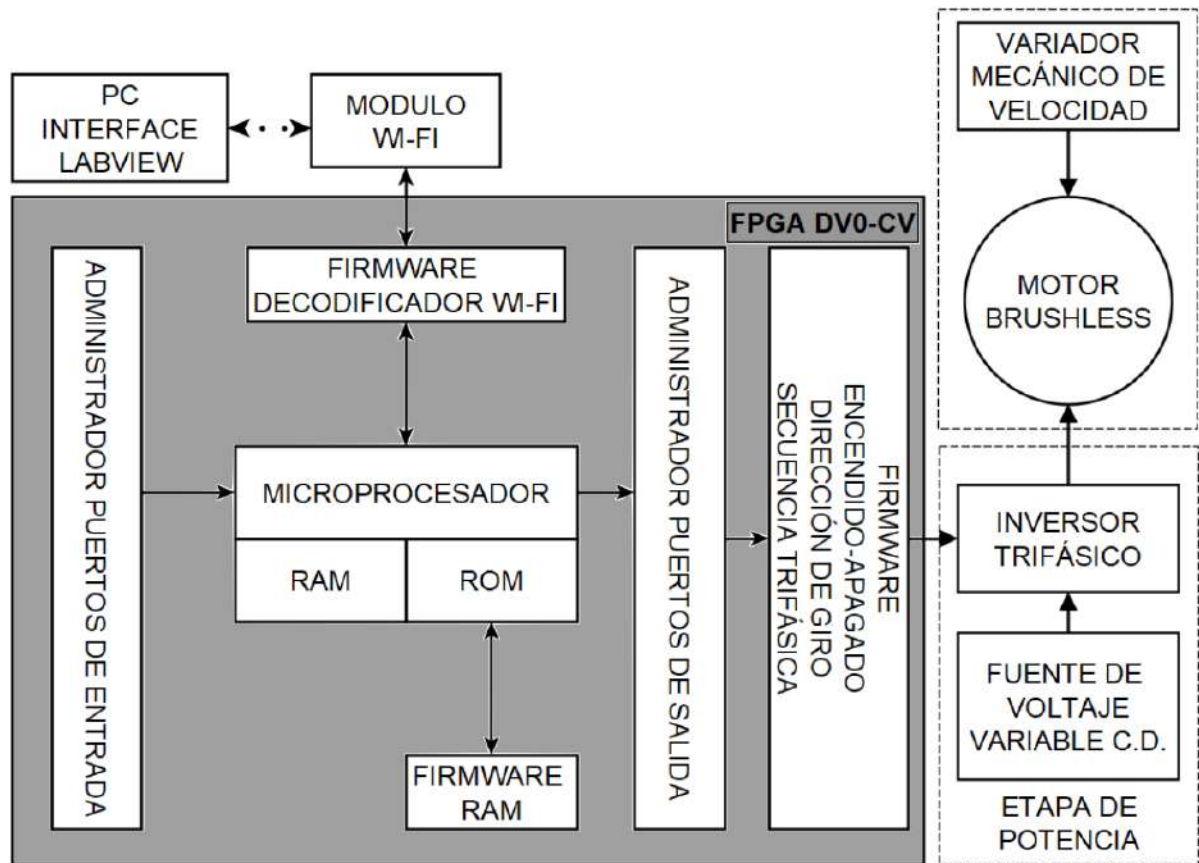 PC
INTERFACE
LABVIEW
MODULO
WI-FI
VARIADOR
MECÁNICO DE
VELOCIDAD
FPGA DV0-CV
ADMINISTRADOR PUERTOS DE ENTRADA
FIRMWARE
DECODIFICADOR WI-FI
MICROPROCESADOR
RAM
ROM
FIRMWARE
RAM
ADMINISTRADOR PUERTOS DE SALIDA
FIRMWARE
ENCENDIDO-APAGADO
DIRECCIÓN DE GIRO
SECUENCIA TRIFÁSICA
MOTOR
BRUSHLESS
INVERSOR
TRIFÁSICO
FUENTE DE
VOLTAJE
VARIABLE C.D.
ETAPA DE
POTENCIA